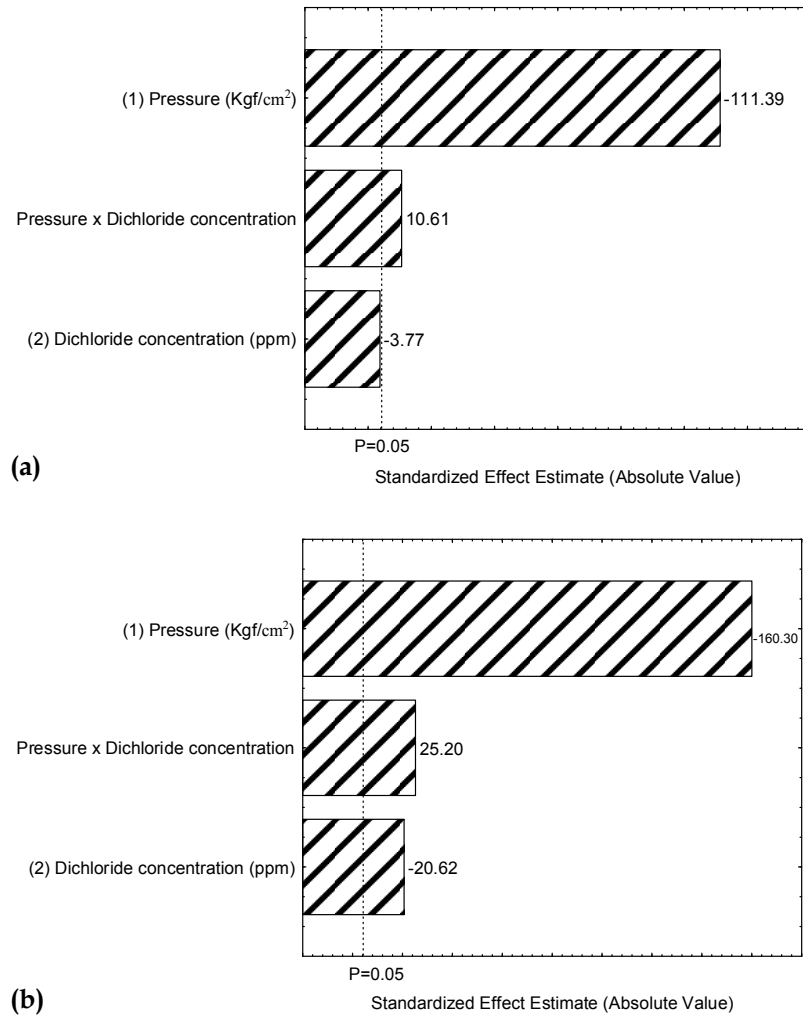 (1) Pressure (Kgf/cm²)
-111.39
Pressure x Dichloride concentration
10.61
(2) Dichloride concentration (ppm)
-3.77
P=0.05
(a)
Standardized Effect Estimate (Absolute Value)
(1) Pressure (Kgf/cm²)
-160.30
Pressure x Dichloride concentration
25.20
(2) Dichloride concentration (ppm)
-20.62
P=0.05
(b)
Standardized Effect Estimate (Absolute Value)